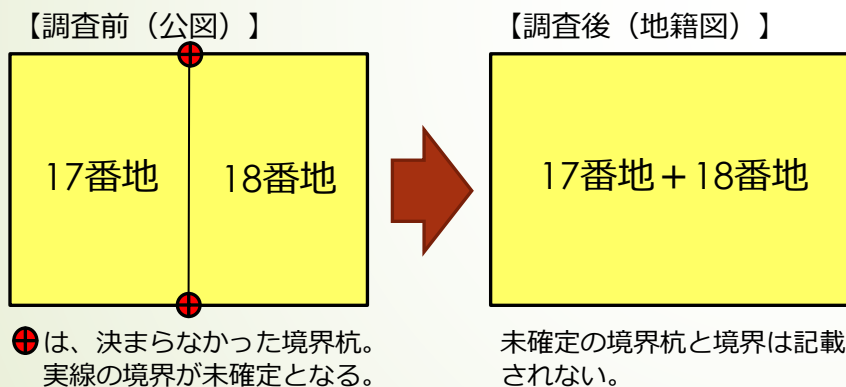 【調査前（公図）】
17番地
18番地
は、決まらなかった境界杭。
実線の境界が未確定となる。
【調査後（地籍図）】
17番地＋18番地
未確定の境界杭と境界は記載
されない。